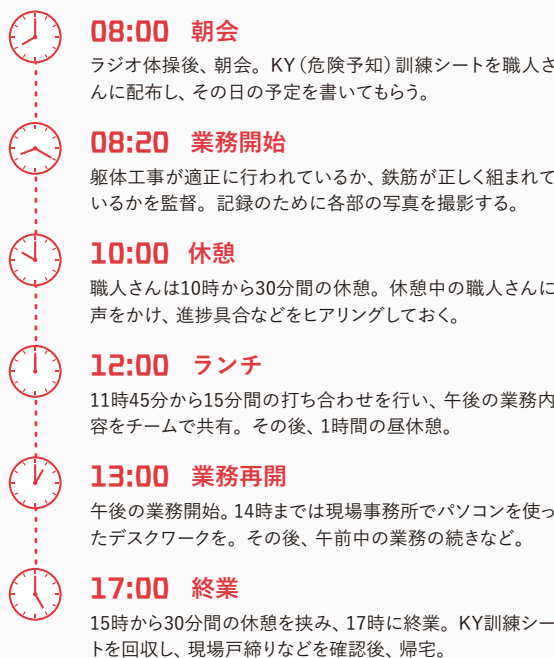 08:00 朝会
ラジオ体操後、朝会。KY（危険予知）訓練シートを職人さ
んに配布し、その日の予定を書いてもらう。
08:20 業務開始
躯体工事が適正に行われているか、鉄筋が正しく組まれて
いるかを監督。記録のために各部の写真を撮影する。
10:00 休憩
職人さんは10時から30分間の休憩。休憩中の職人さんに
声をかけ、進捗具合などをヒアリングしておく。
12:00 ランチ
11時45分から15分間の打ち合わせを行い、午後の業務内
容をチームで共有。その後、1時間の昼休憩。
13:00 業務再開
午後の業務開始。14時までは現場事務所でパソコンを使っ
たデスクワークを。その後、午前中の業務の続きなど。
17:00 終業
15時から30分間の休憩を挟み、17時に終業。KY訓練シー
トを回収し、現場戸締りなどを確認後、帰宅。